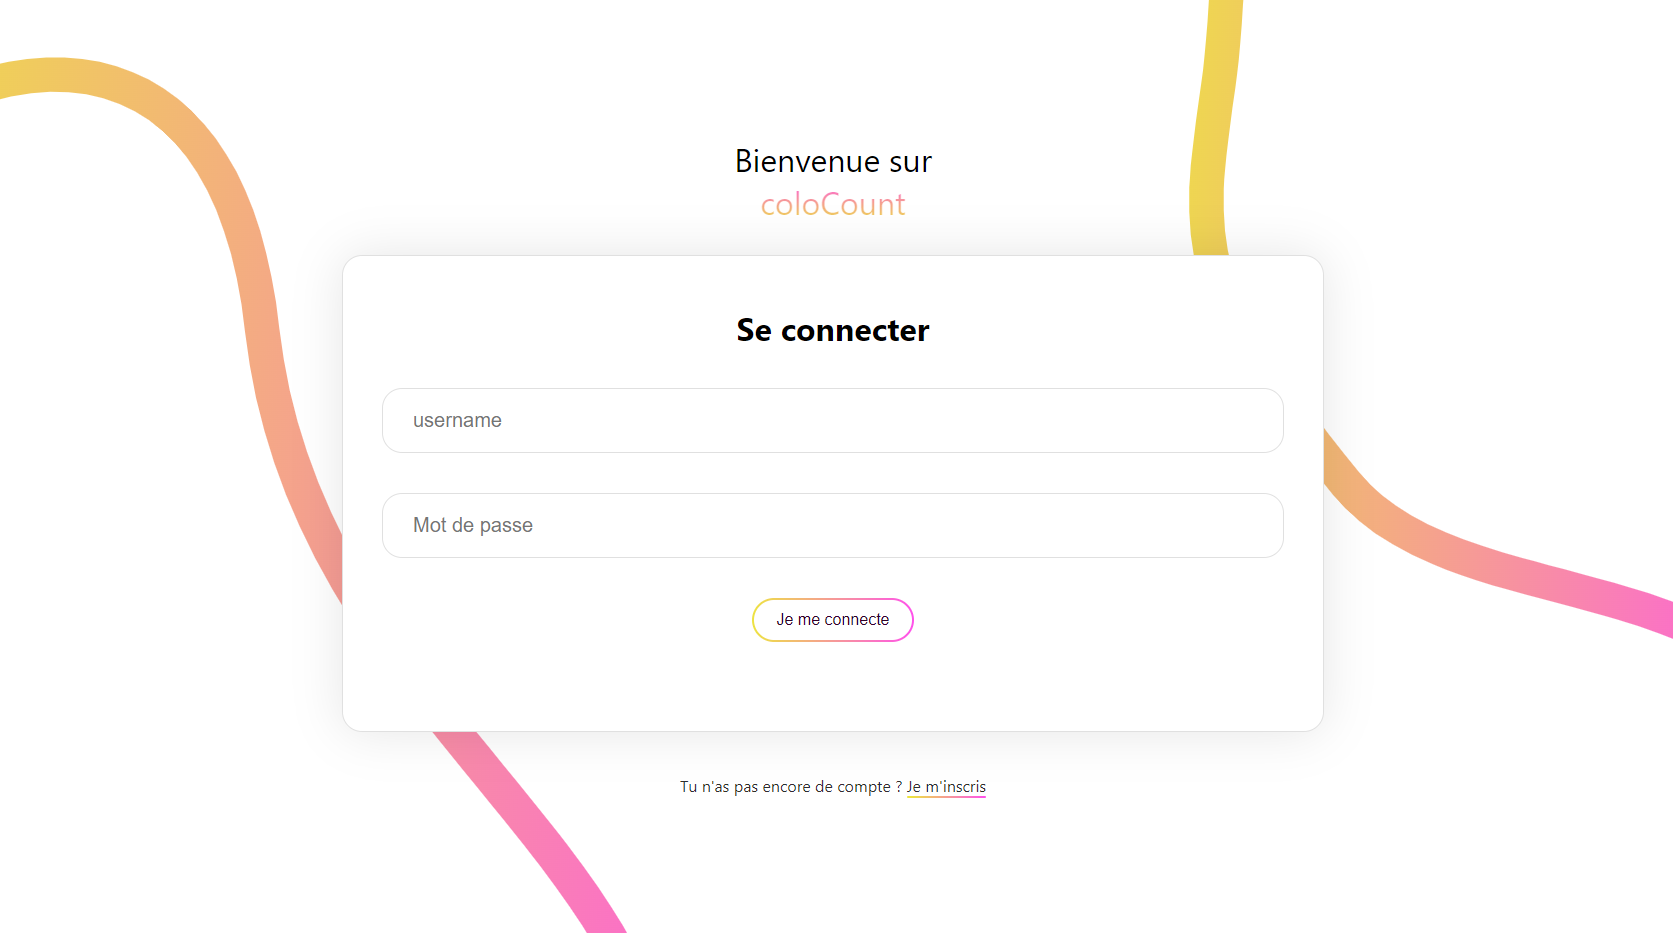 Bienvenue sur
coloCount
Se connecter
username
Mot de passe
Je me connecte
Tu n'as pas encore de compte ? Je m'inscris